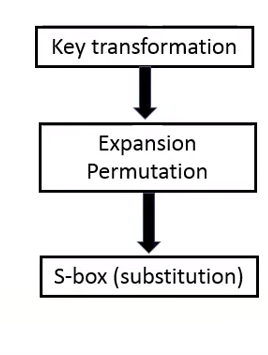 Key transformation
Expansion
Permutation
S-box (substitution)